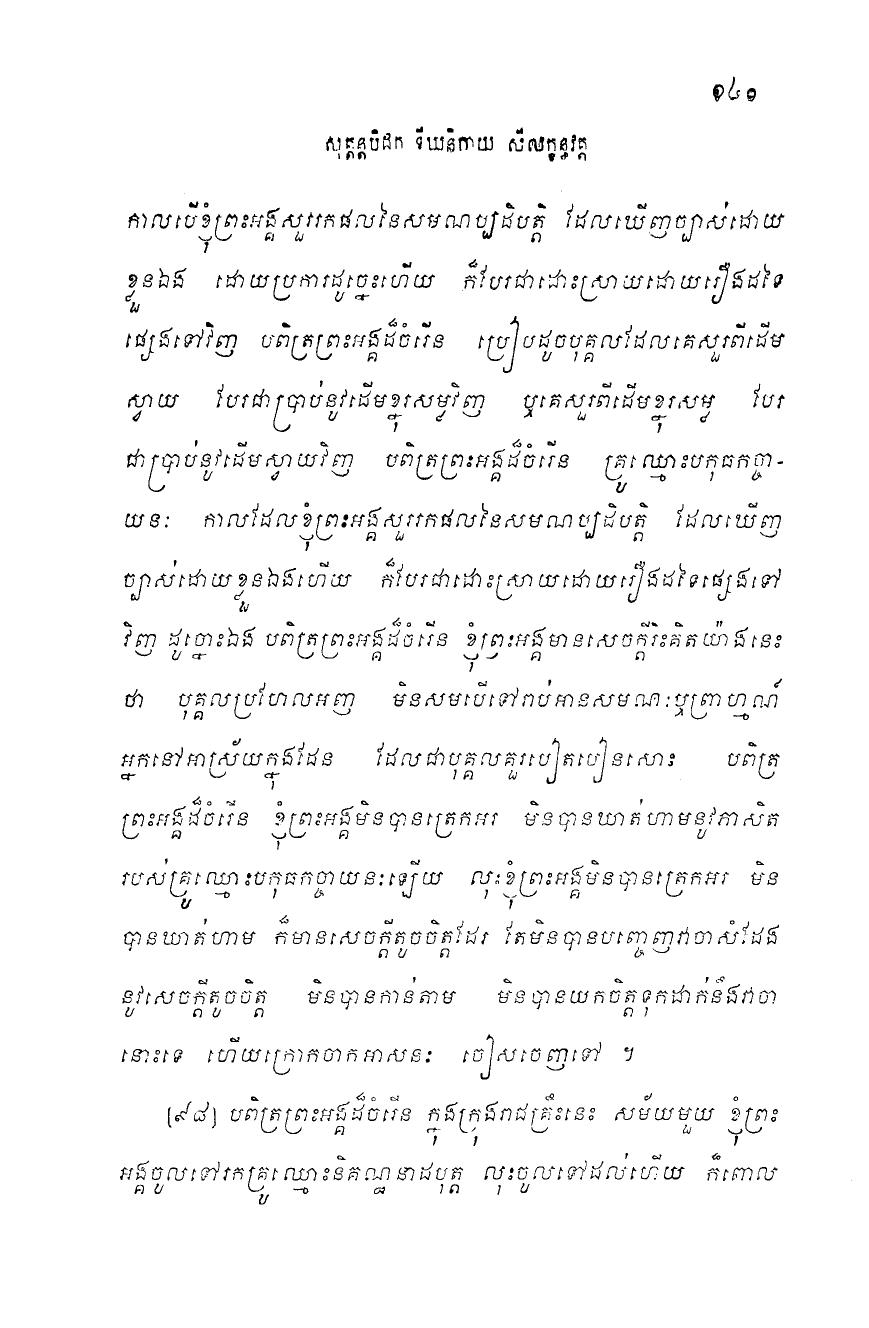 ១៤០
សុត្តន្តបិដក ទីឃនិកាយ សីលក្ខន្ធវគ្គ
កាលបើខ្ញុំព្រះអង្គសួររកផលនៃសមណប្បដិបត្តិ ដែលឃើញច្បាស់ដោយ
ខ្លួនឯង ដោយប្រការដូច្នេះហើយ ក៏បែរជាដោះស្រាយដោយរឿងដទៃ
ផ្សេងទៅវិញ បពិត្រព្រះអង្គដ៏ចំរើន ប្រៀបដូចបុគ្គលដែលគេសួរពីដើម
ស្វាយ បែរជាប្រាប់នូវដើមខ្នុរសម្វវិញ ឬគេសួរពីដើមខ្នុរសម្វ បែរ
ជាប្រាប់នូវដើមស្វាយវិញ បពិត្រព្រះអង្គដ៏ចំរើន គ្រូឈ្មោះបកុធកច្ចា-
យនៈ កាលដែលខ្ញុំព្រះអង្គសួររកផលនៃសមណប្បដិបត្តិ ដែលឃើញ
ច្បាស់ដោយខ្លួនឯងហើយ ក៏បែរជាដោះស្រាយដោយរឿងដទៃផ្សេងទៅ
វិញ ដូច្នោះឯង បពិត្រព្រះអង្គដ៏ចំរើន ខ្ញុំព្រះអង្គមានសេចក្តីរិះគិតយ៉ាងនេះ
ថា បុគ្គលប្រហែលអញ មិនសមបើទៅរាប់អានសមណៈឬព្រាហ្មណ៍
អ្នកនៅអាស្រ័យក្នុងដែន ដែលជាបុគ្គលគួរបៀតបៀនសោះ បពិត្រ
ព្រះអង្គដ៏ចំរើន ខ្ញុំព្រះអង្គមិនបានត្រេកអរ មិនបានឃាត់ហាមនូវភាសិត
របស់គ្រូឈ្មោះបកុធកច្ចាយនៈឡើយ លុះខ្ញុំព្រះអង្គមិនបានត្រេកអរ មិន
បានឃាត់ហាម ក៏មានសេចក្តីតូចចិត្តដែរ តែមិនបានបញ្ចេញវាចាសំដែង
នូវសេចក្តីតូចចិត្ត មិនបានកាន់តាម មិនបានយកចិត្តទុកដាក់នឹងវាចា
នោះទេ ហើយក្រោកចាកអាសនៈ ចៀសចេញទៅ ។
[៩៨] បពិត្រព្រះអង្គដ៏ចំរើន ក្នុងក្រុងរាជគ្រឹះនេះ សម័យមួយ ខ្ញុំព្រះ
អង្គចូលទៅរកគ្រូឈ្មោះនិគណ្ឋនាដបុត្ត លុះចូលទៅដល់ហើយ ក៏ពោល